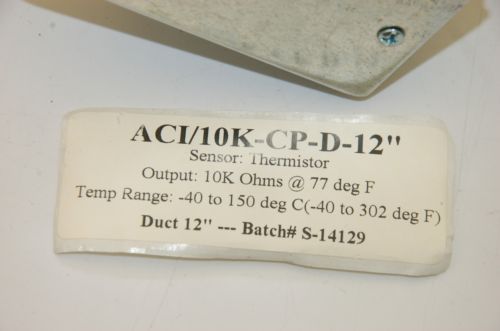 ACI/10K-CP-D-12"
Sensor: Thermistor
Output: 10K Ohms @ 77 deg F
Temp Range: -40 to 150 deg C(-40 to 302 deg F)
Duct 12" --- Batch# S-14129